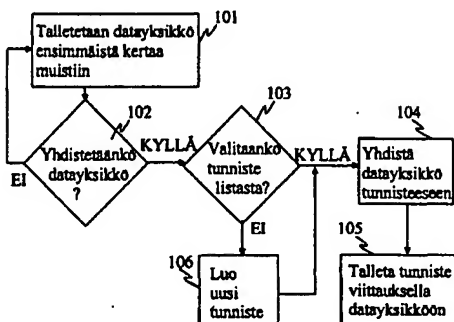 101
Talletetaan datayksikkö
ensimmäistä kertaa
muistiin
102
Yhdistetäänkö
datayksikkö
?
EI
KYLLÄ
103
Valitaanko
tunniste
listasta?
KYLLÄ
EI
104
Yhdistä
datayksikkö
tunnisteeseen
106
Luo
uusi
tunniste
105
Talleta tunniste
viittauksella
datayksikköön